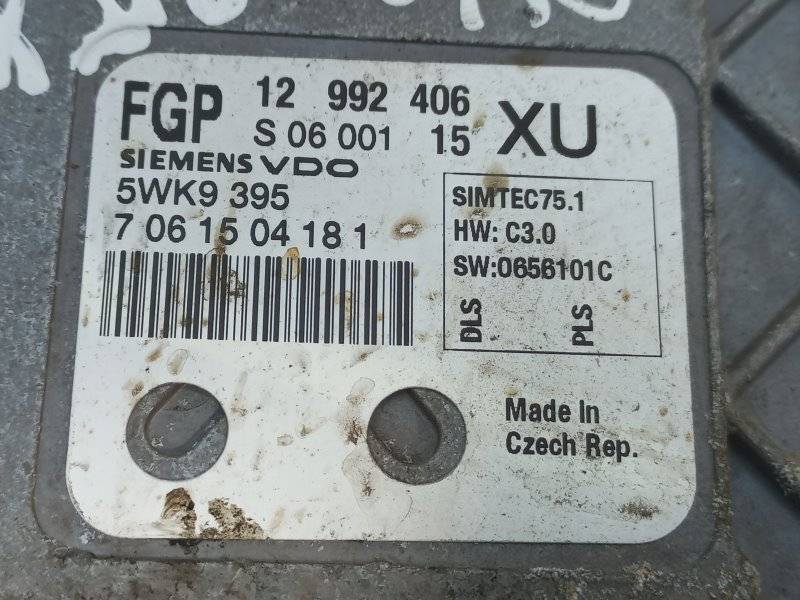 FGP 12 992 406 XU
S 06 001 15
SIEMENS VDO
5WK9 395
7 06 15 04 18 1
SIMTEC75.1
HW: C3.0
SW:0656101C
DLS PLS
Made In
Czech Rep.